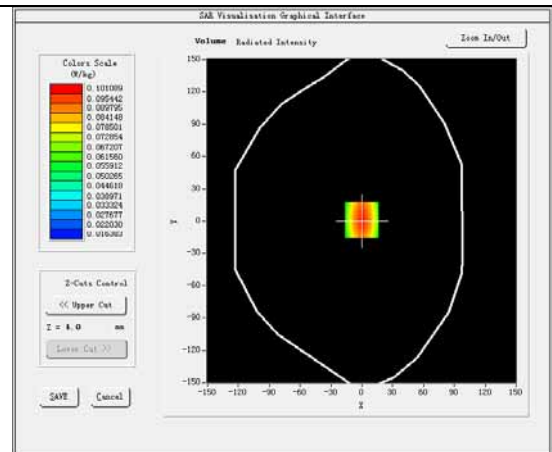 SAR Visualisation Graphical Interface
Volume Radiated Intensity
Zoom In/Out
Colors Scale
(W/kg)
0.101089
0.095442
0.089795
0.084148
0.078501
0.072854
0.067207
0.061560
0.055912
0.050265
0.044618
0.038971
0.033324
0.027677
0.022030
0.016383
Z-Cuts Control
<< Upper Cut
Z = 4.0 mm
Lower Cut >>
SAVE
Cancel
150
120
90
60
30
0
-30
-60
-90
-120
-150
Y
-150 -120 -90 -60 -30 0 30 60 90 120 150
X